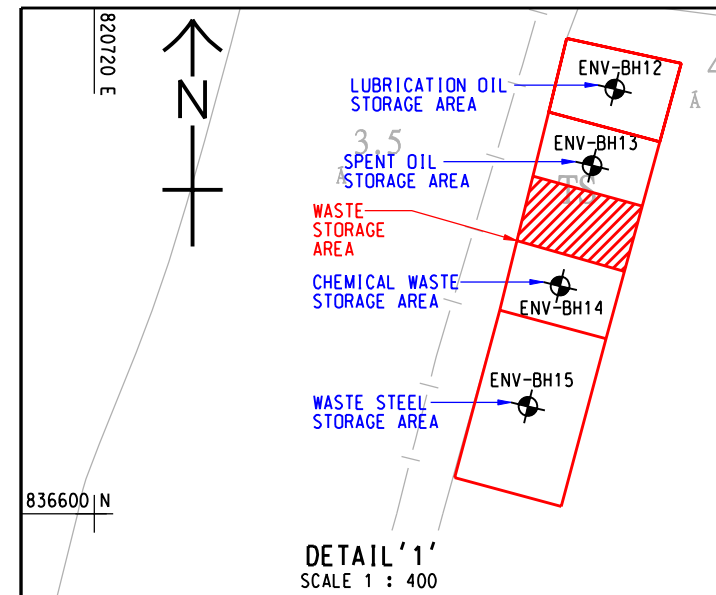 820720 E
N
ENV-BH12
LUBRICATION OIL
STORAGE AREA
3.5
ENV-BH13
SPENT OIL
STORAGE AREA
TS
WASTE
STORAGE
AREA
CHEMICAL WASTE
STORAGE AREA
ENV-BH14
ENV-BH15
WASTE STEEL
STORAGE AREA
836600 N
DETAIL '1'
SCALE 1 : 400